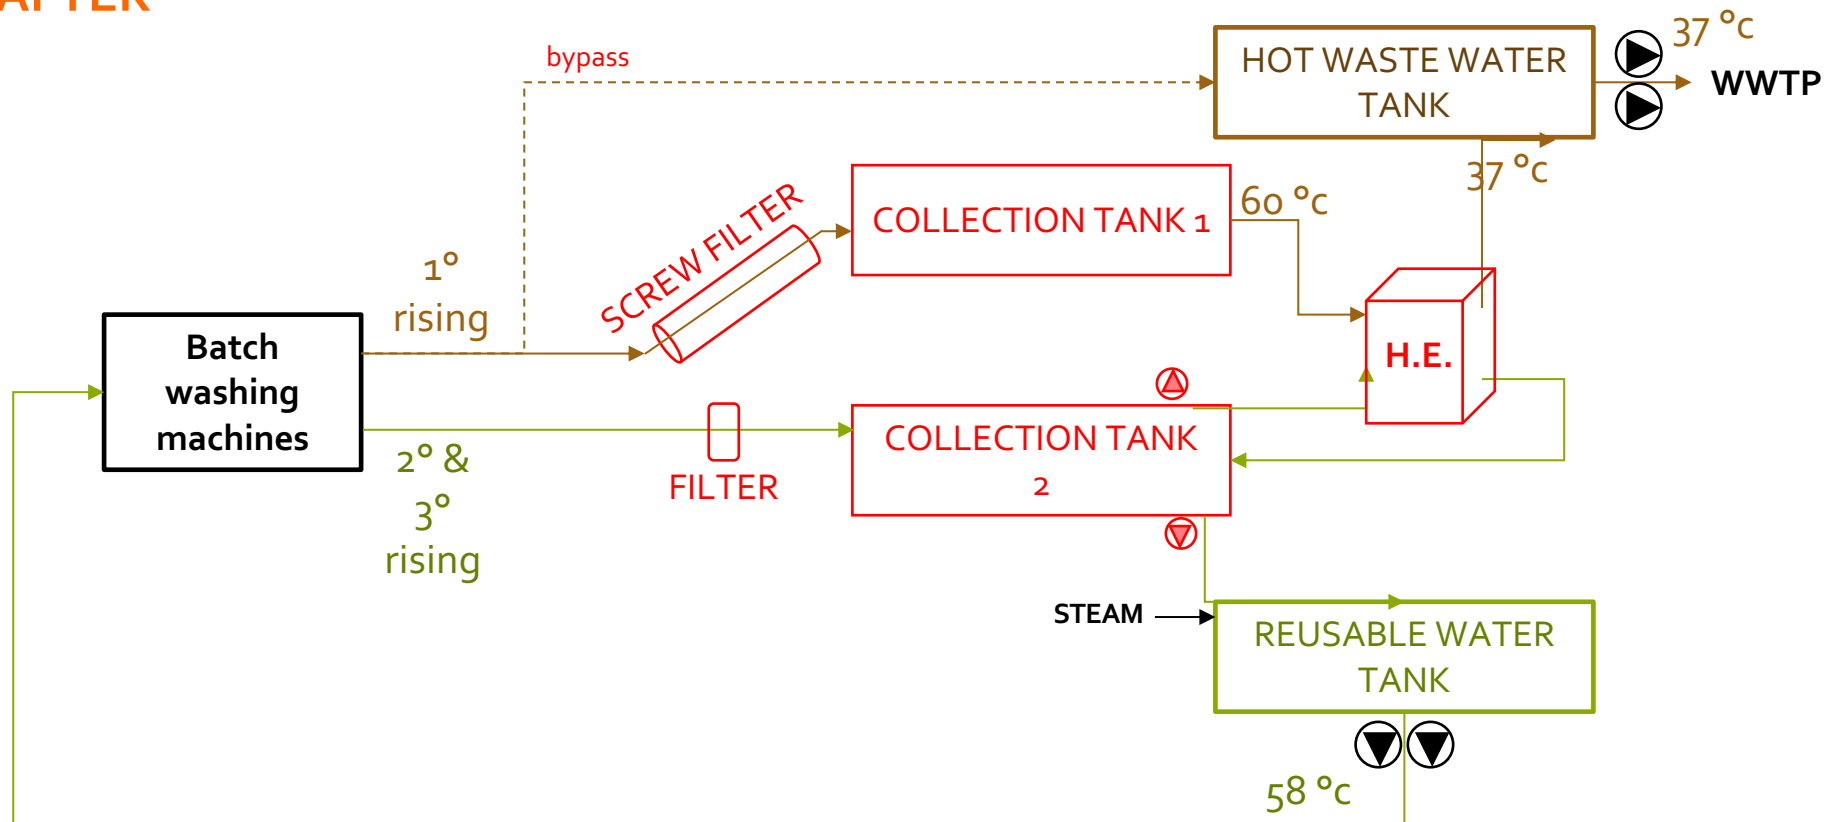 AFTER
37 °c
bypass
HOT WASTE WATER
TANK
WWTP
37 °c
SCREW FILTER
COLLECTION TANK 1
60 °c
1°
rising
Batch
washing
machines
H.E.
COLLECTION TANK
2
2° &
3°
rising
FILTER
STEAM
REUSABLE WATER
TANK
58 °c